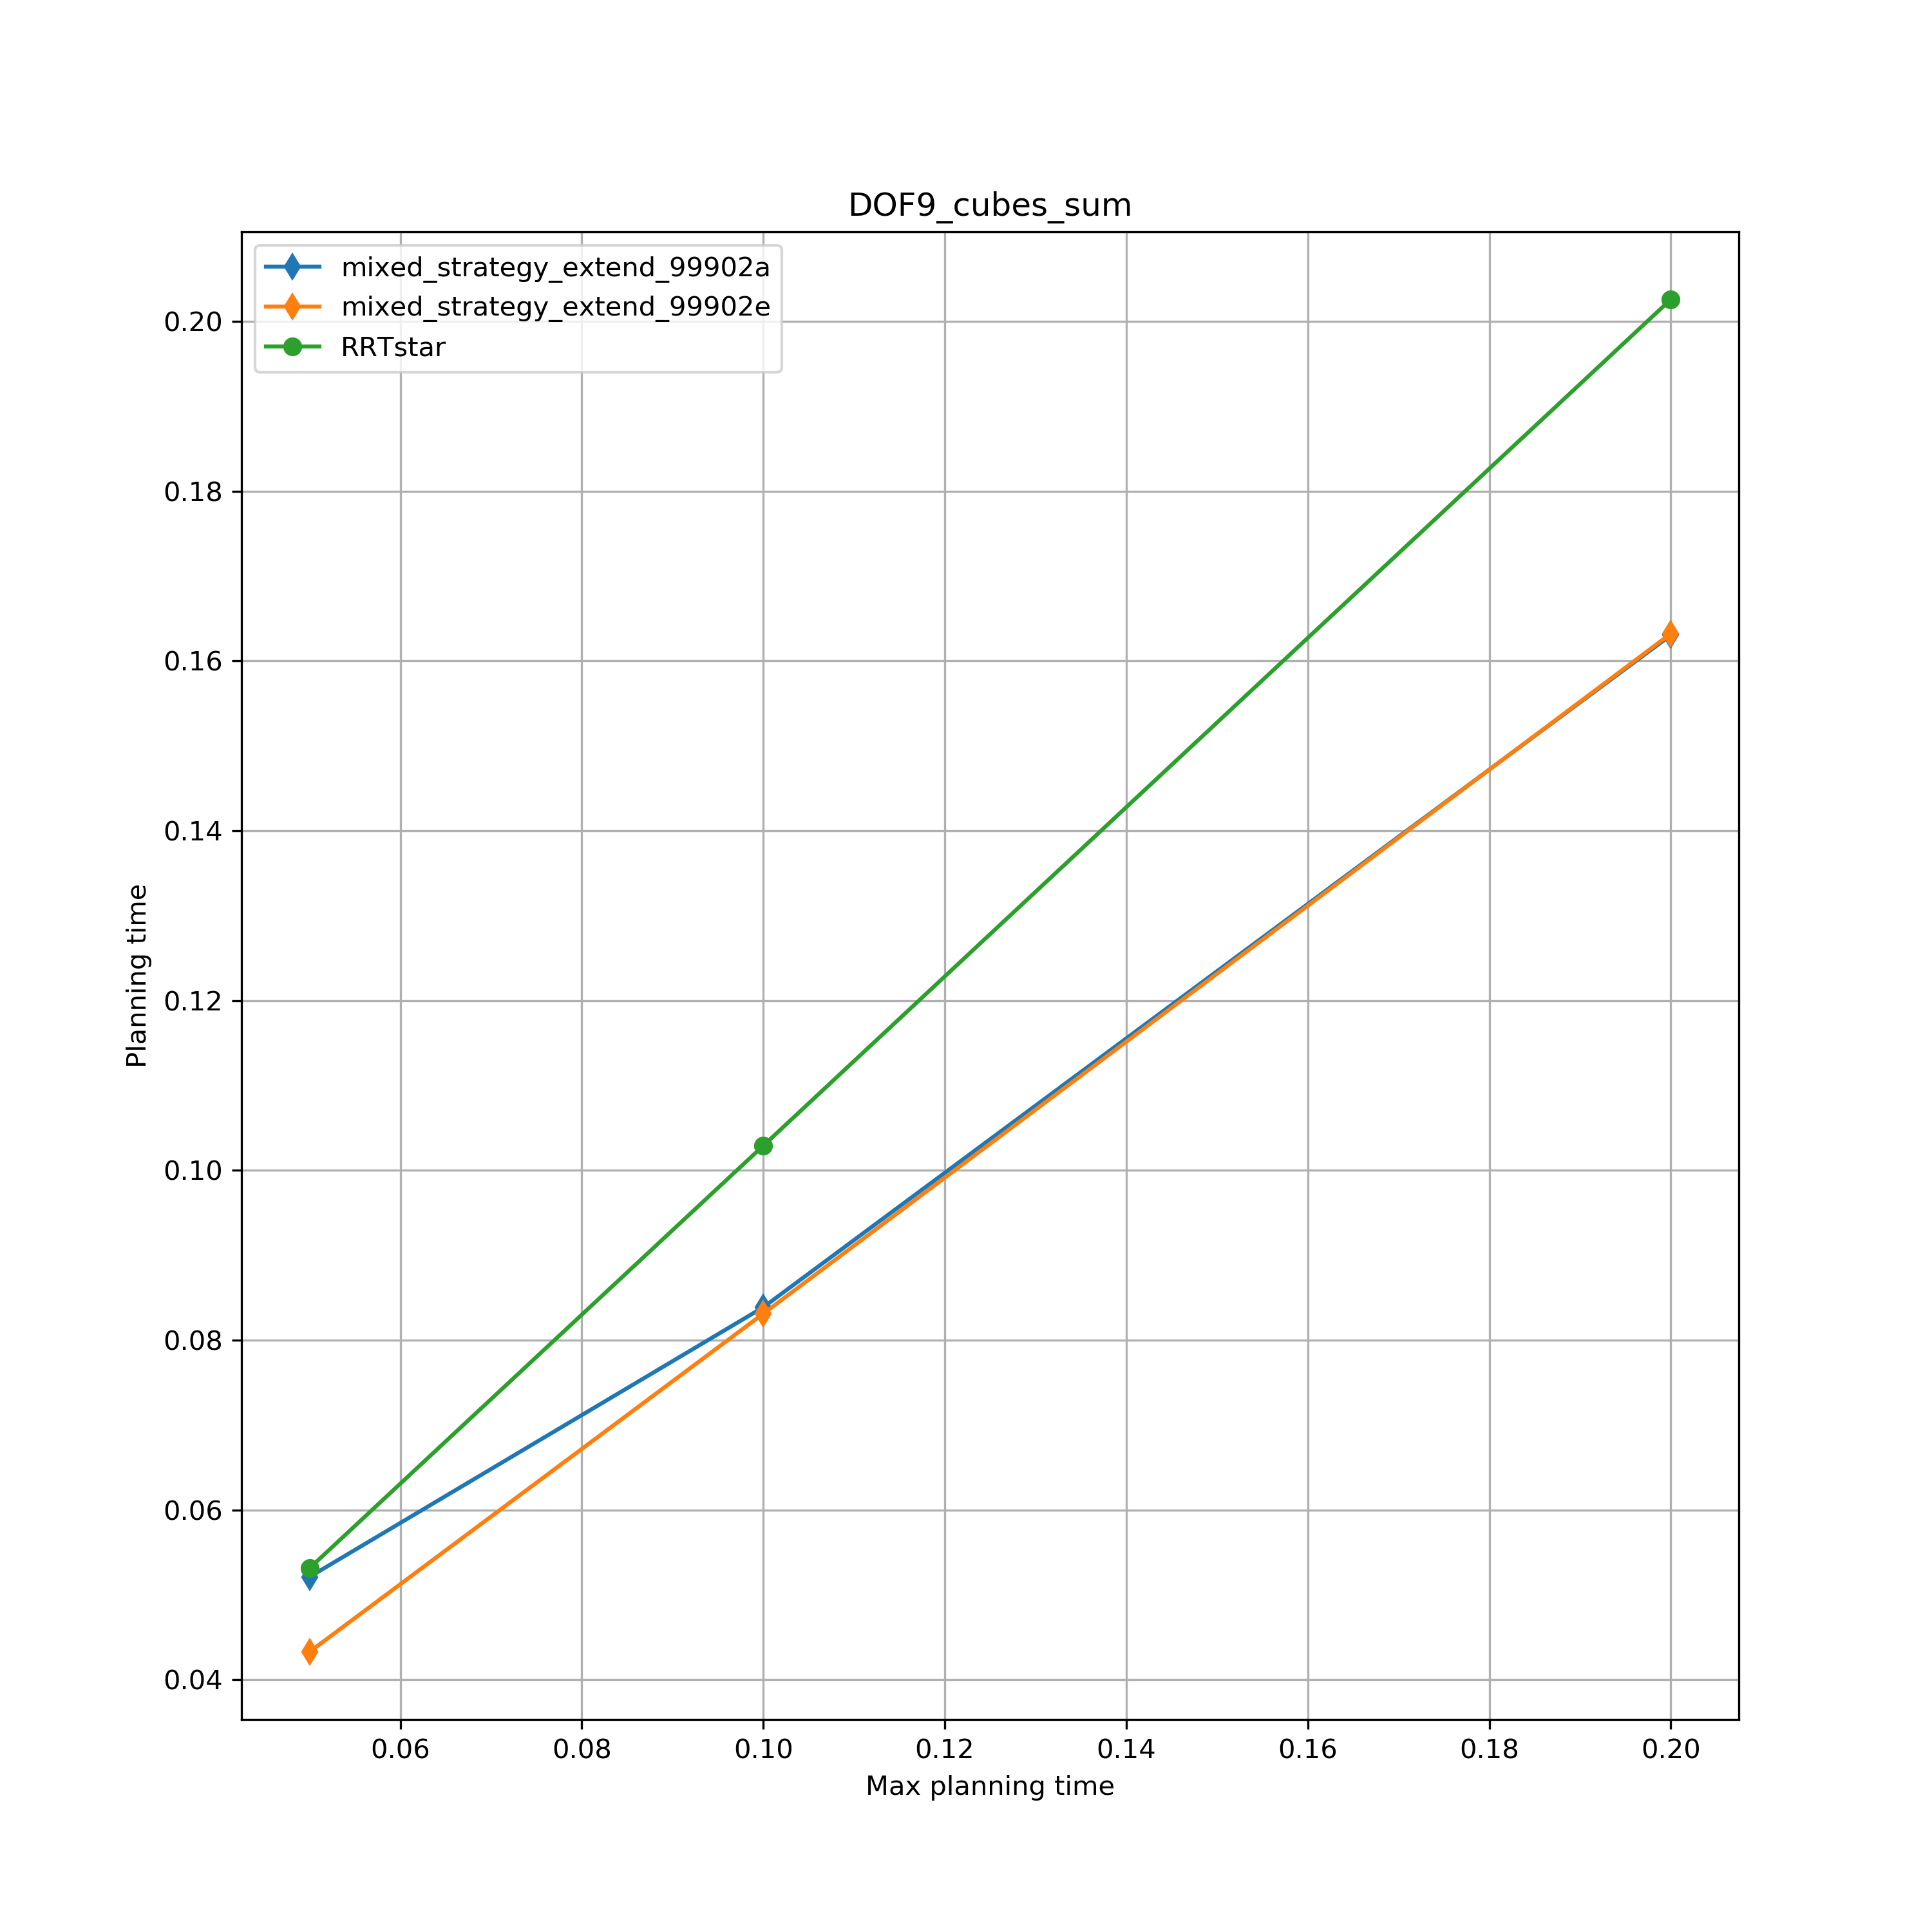 DOF9_cubes_sum
mixed_strategy_extend_99902a
mixed_strategy_extend_99902e
RRTstar
0.20
0.18
0.16
0.14
0.12
0.10
0.08
0.06
0.04
Planning time
0.06 0.08 0.10 0.12 0.14 0.16 0.18 0.20
Max planning time